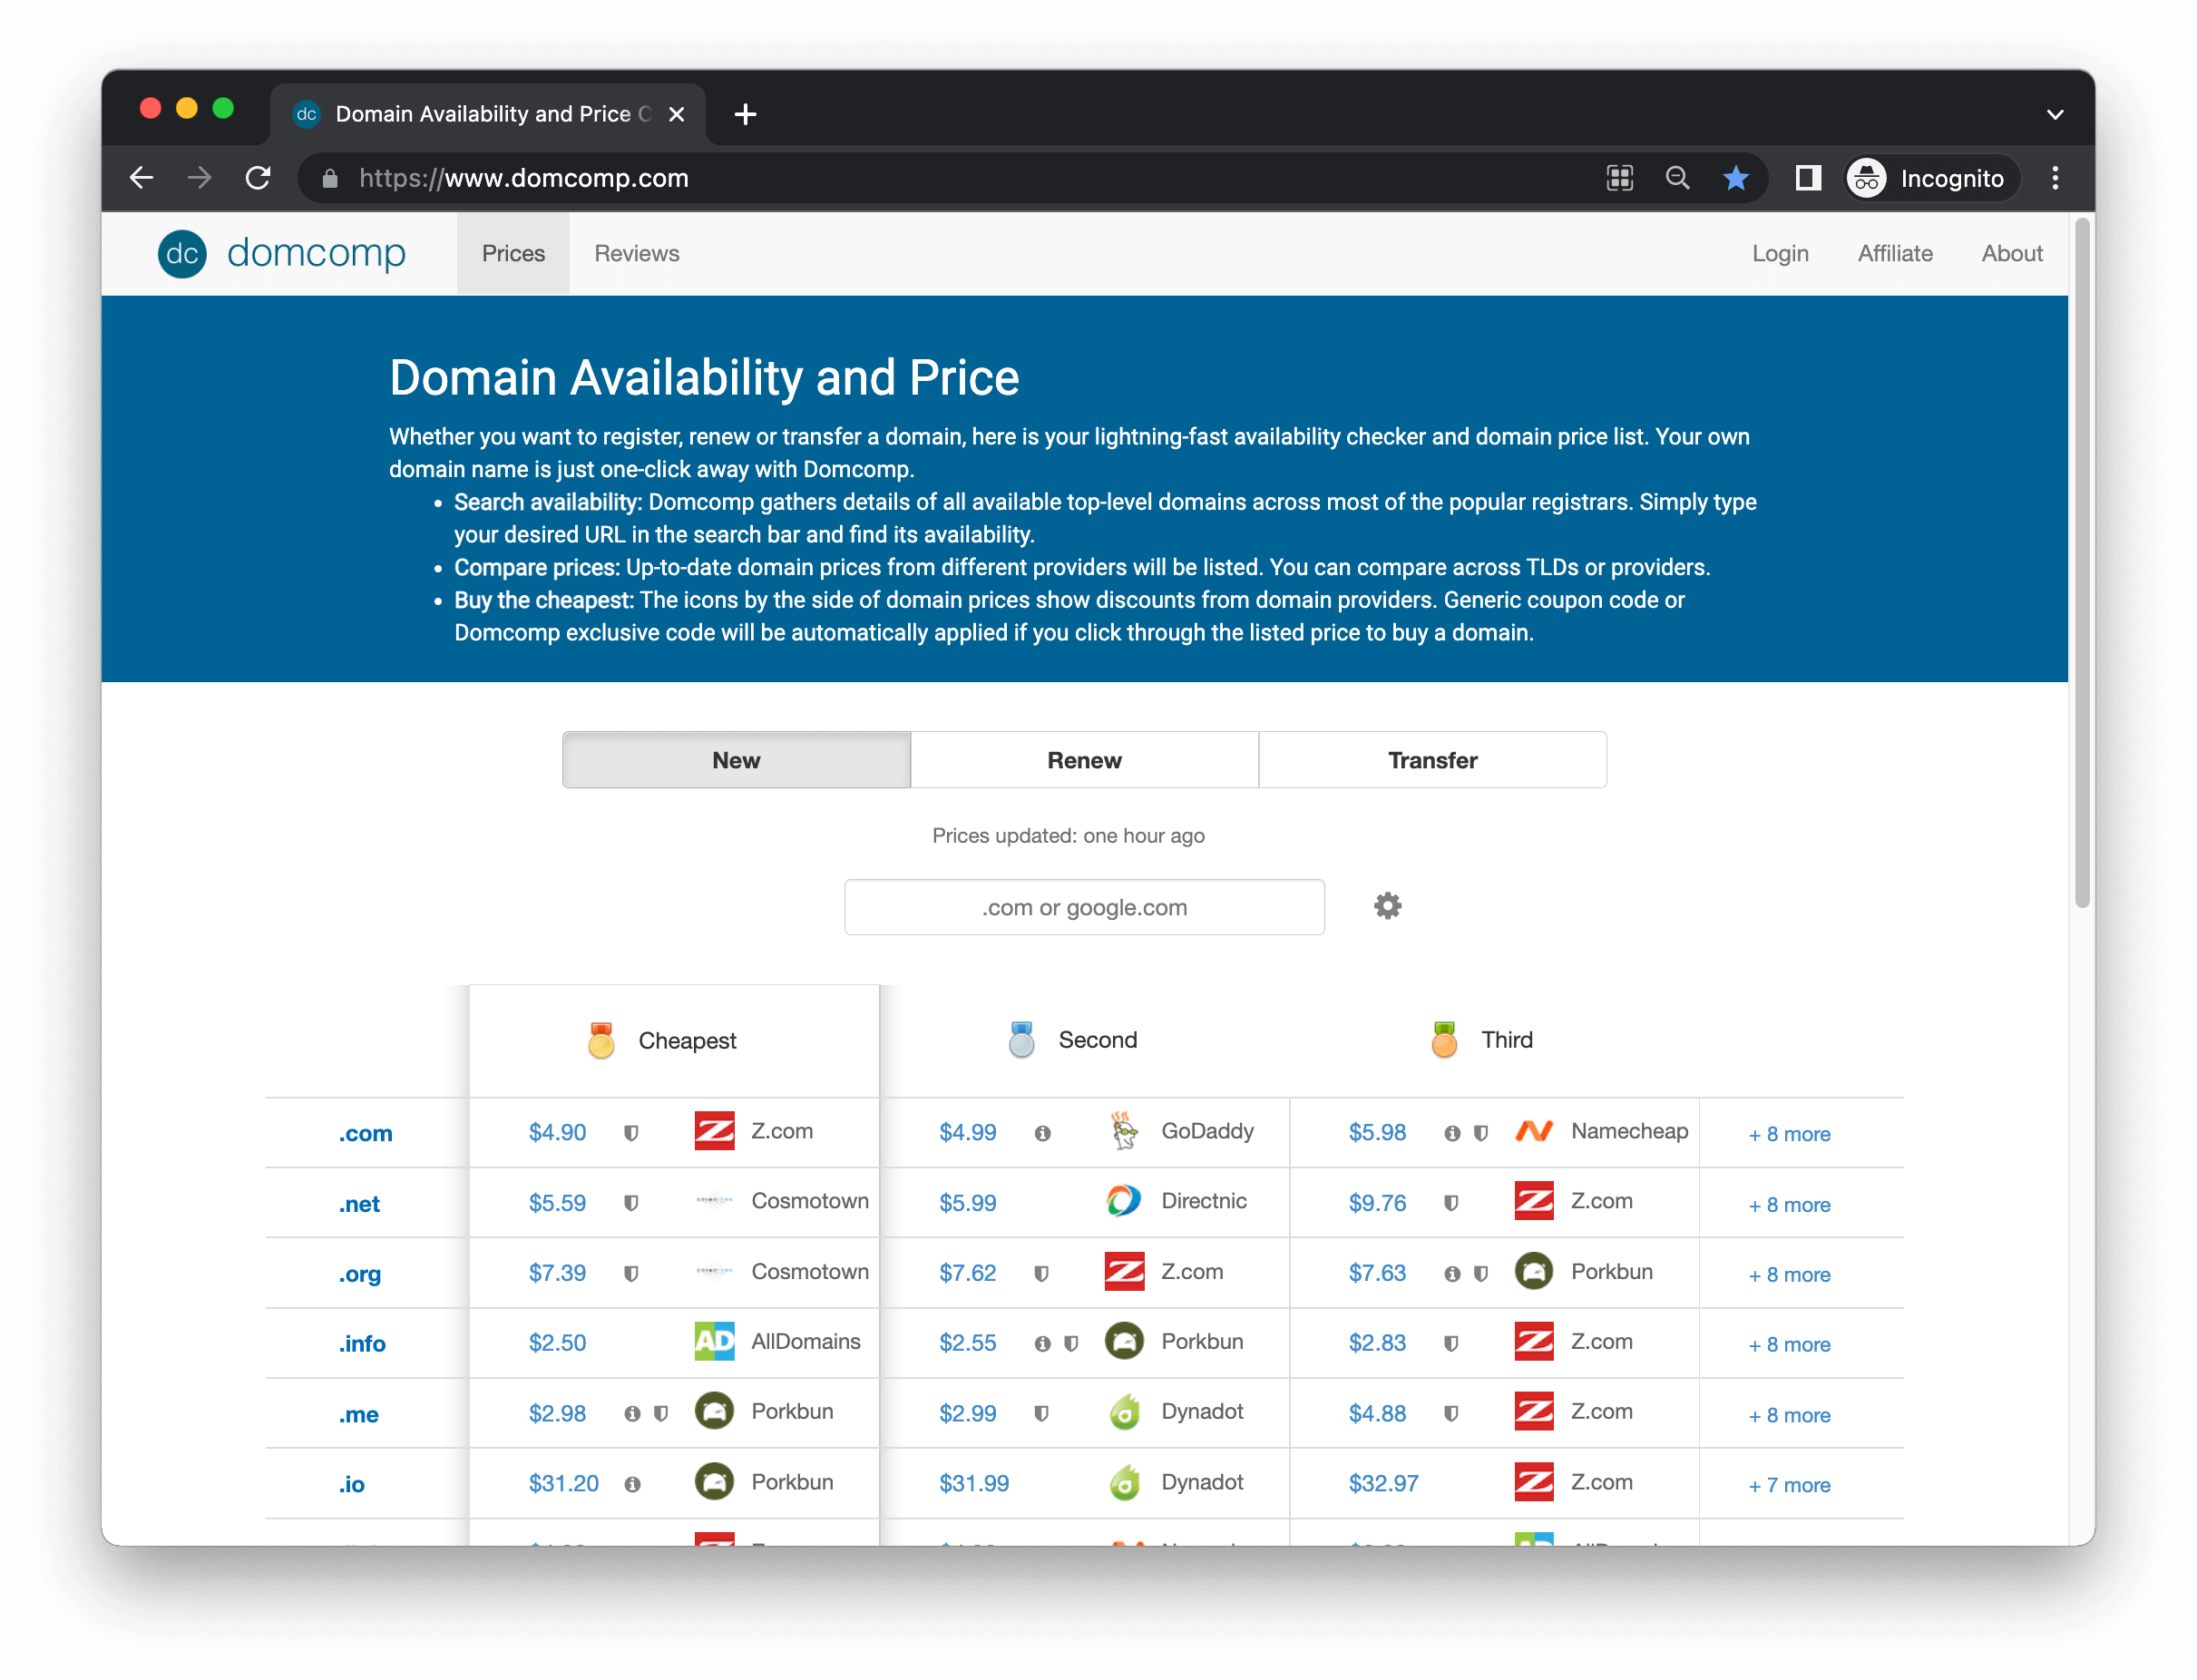 dc Domain Availability and Price C
https://www.domcomp.com
Incognito
dc domcomp Prices Reviews Login Affiliate About
Domain Availability and Price
Whether you want to register, renew or transfer a domain, here is your lightning-fast availability checker and domain price list. Your own
domain name is just one-click away with Domcomp.
• Search availability: Domcomp gathers details of all available top-level domains across most of the popular registrars. Simply type
your desired URL in the search bar and find its availability.
• Compare prices: Up-to-date domain prices from different providers will be listed. You can compare across TLDs or providers.
• Buy the cheapest: The icons by the side of domain prices show discounts from domain providers. Generic coupon code or
Domcomp exclusive code will be automatically applied if you click through the listed price to buy a domain.
New Renew Transfer
Prices updated: one hour ago
.com or google.com
Cheapest Second Third
.com $4.90 Z.com $4.99 GoDaddy $5.98 Namecheap + 8 more
.net $5.59 Cosmotown $5.99 Directnic $9.76 Z.com + 8 more
.org $7.39 Cosmotown $7.62 Z.com $7.63 Porkbun + 8 more
.info $2.50 AD AllDomains $2.55 Porkbun $2.83 Z.com + 8 more
.me $2.98 Porkbun $2.99 Dynadot $4.88 Z.com + 8 more
.io $31.20 Porkbun $31.99 Dynadot $32.97 Z.com + 7 more